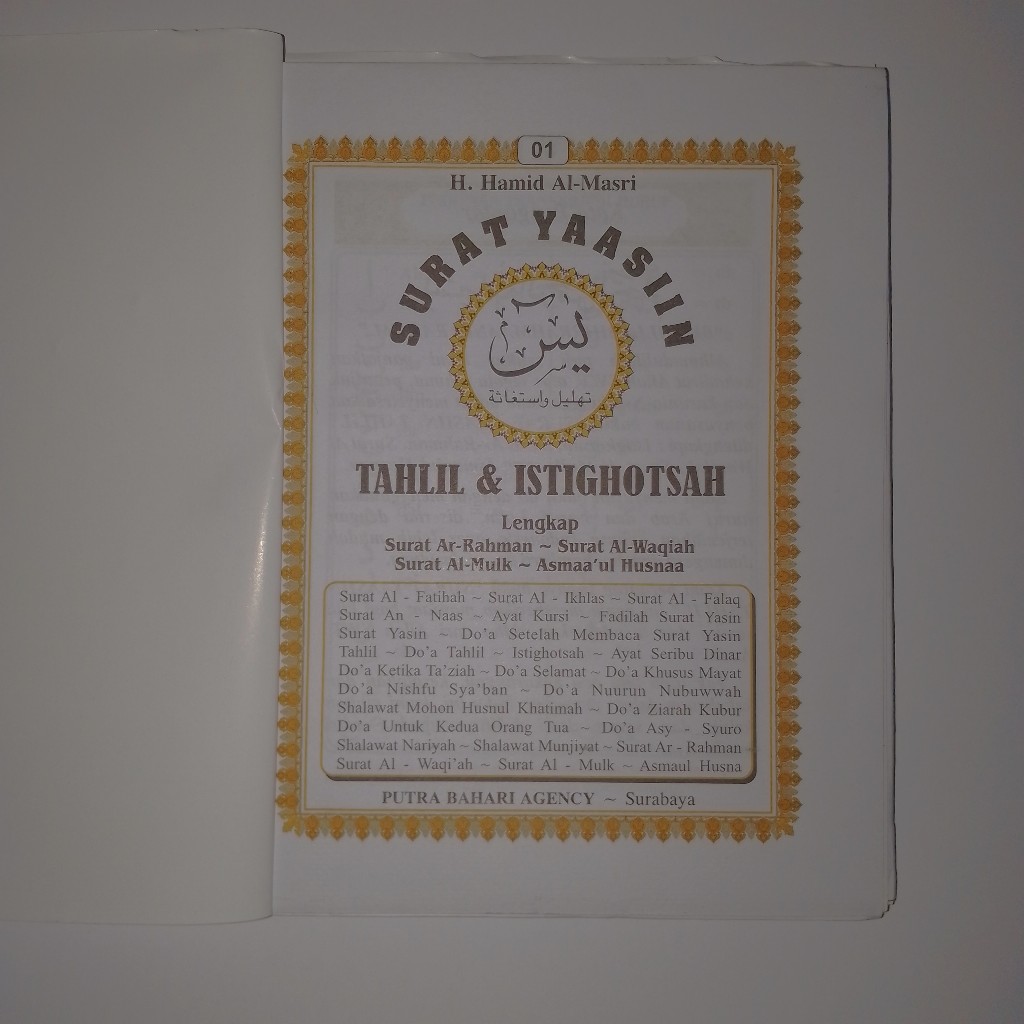 01
H. Hamid Al-Masri
SURAT YAASIIN
يس
تهليل واستغاثة
TAHLIL & ISTIGHOTSAH
Lengkap
Surat Ar-Rahman ~ Surat Al-Waqiah
Surat Al-Mulk ~ Asmaa'ul Husnaa
Surat Al - Fatihah ~ Surat Al - Ikhlas ~ Surat Al - Falaq
Surat An - Naas ~ Ayat Kursi ~ Fadilah Surat Yasin
Surat Yasin ~ Do'a Setelah Membaca Surat Yasin
Tahlil ~ Do'a Tahlil ~ Istighotsah ~ Ayat Seribu Dinar
Do'a Ketika Ta'ziah ~ Do'a Selamat ~ Do'a Khusus Mayat
Do'a Nishfu Sya'ban ~ Do'a Nuurun Nubuwwah
Shalawat Mohon Husnul Khatimah ~ Do'a Ziarah Kubur
Do'a Untuk Kedua Orang Tua ~ Do'a Asy - Syuro
Shalawat Nariyah ~ Shalawat Munjiyat ~ Surat Ar - Rahman
Surat Al - Waqi'ah ~ Surat Al - Mulk ~ Asmaul Husna
PUTRA BAHARI AGENCY ~ Surabaya